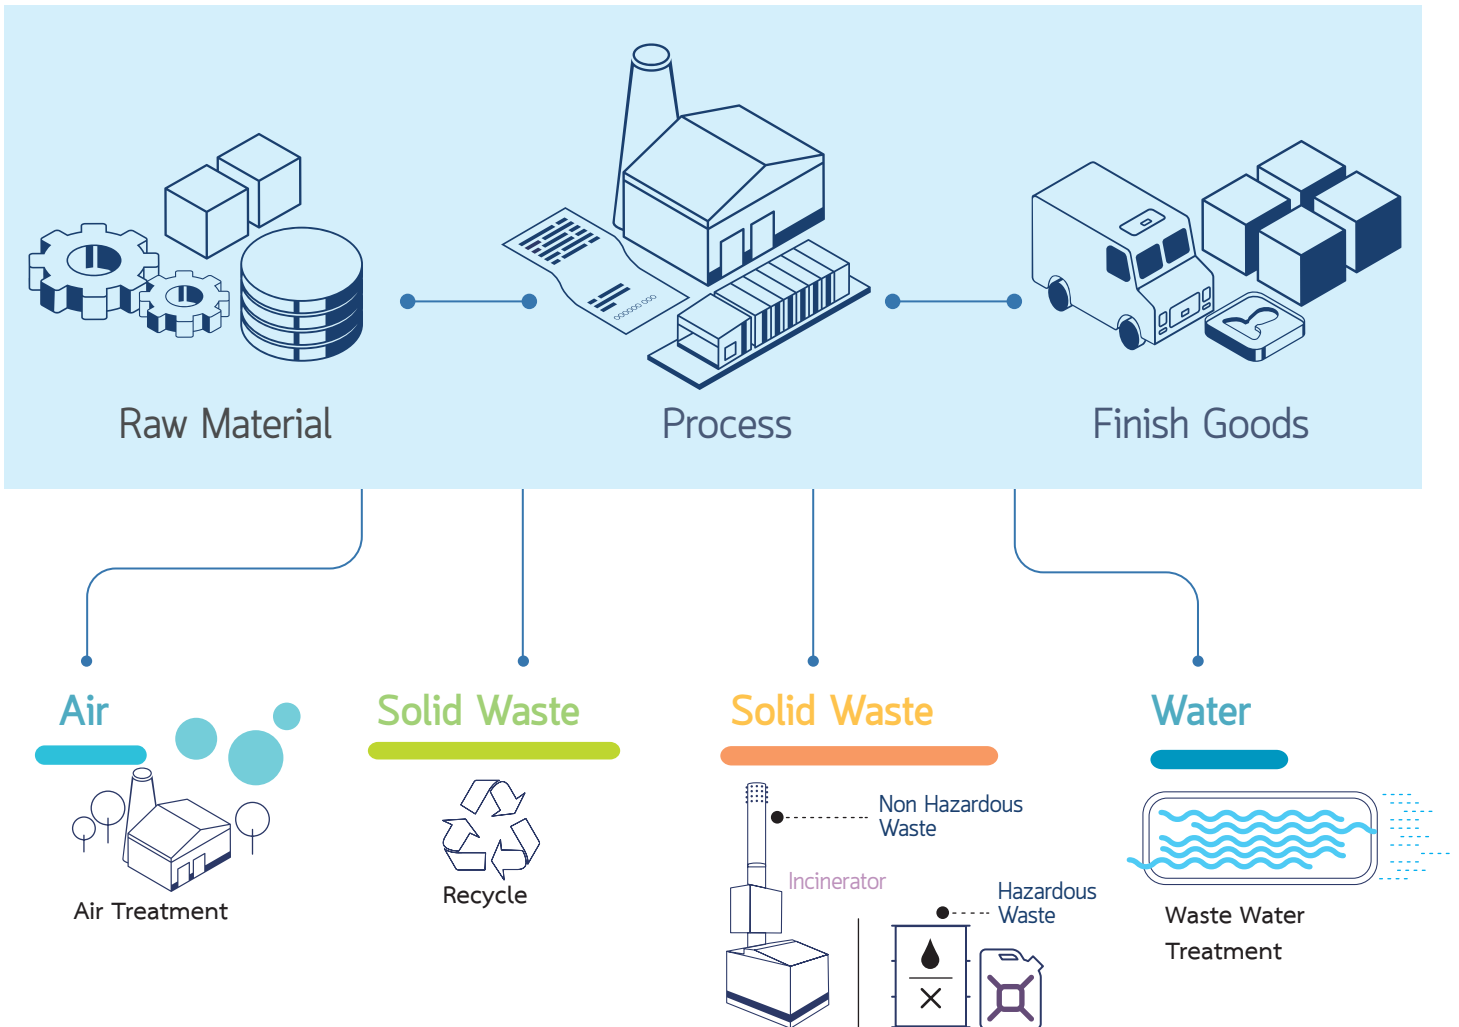 Raw Material
Process
Finish Goods
Air
Solid Waste
Solid Waste
Water
Air Treatment
Recycle
Non Hazardous
Waste
Incinerator
Hazardous
Waste
Waste Water
Treatment